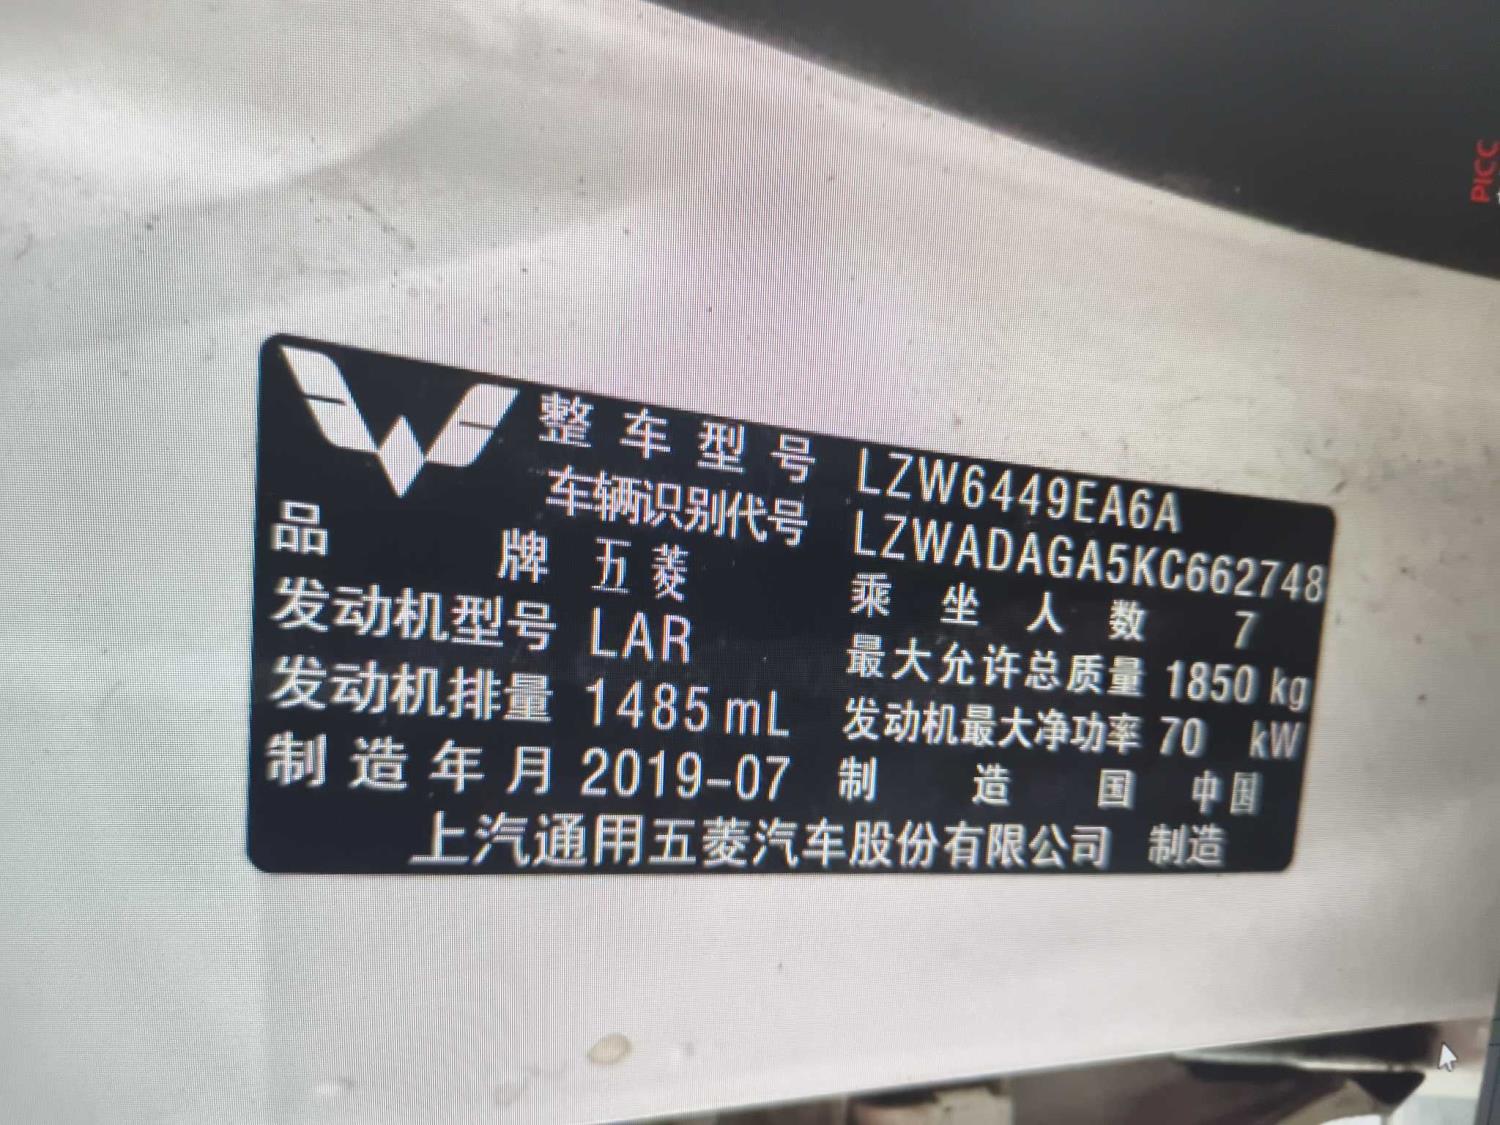 整车型号 LZW6449EA6A
车辆识别代号 LZWADAGA5KC662748
品牌 五菱 乘坐人数 7
发动机型号 LAR 最大允许总质量 1850 kg
发动机排量 1485 mL 发动机最大净功率 70 kW
制造年月 2019-07 制造国 中国
上汽通用五菱汽车股份有限公司 制造
PICC